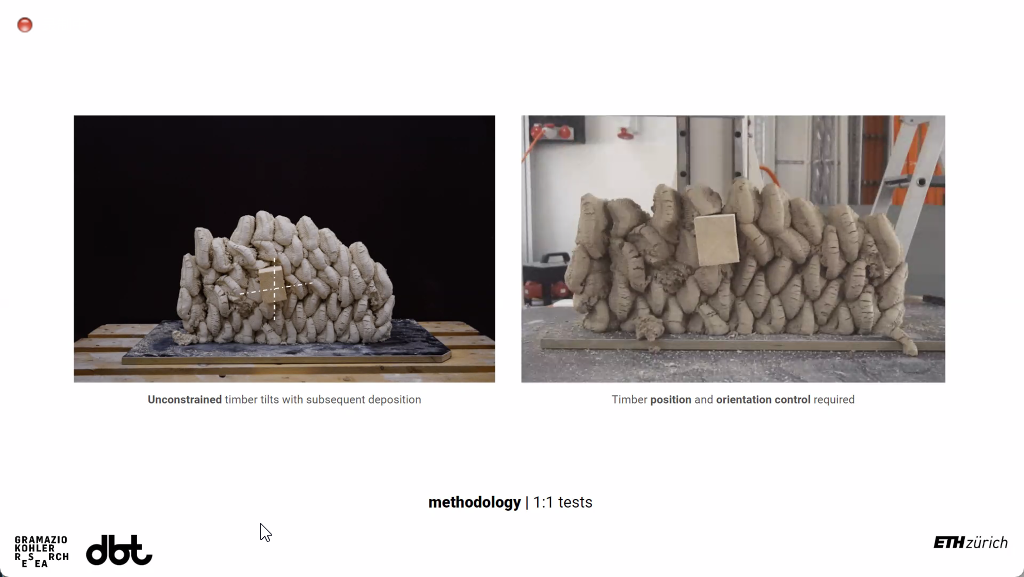 Unconstrained timber tilts with subsequent deposition
Timber position and orientation control required
methodology | 1:1 tests
GRAMAZIO
KOHLER
RESEARCH
dbt
ETH zürich